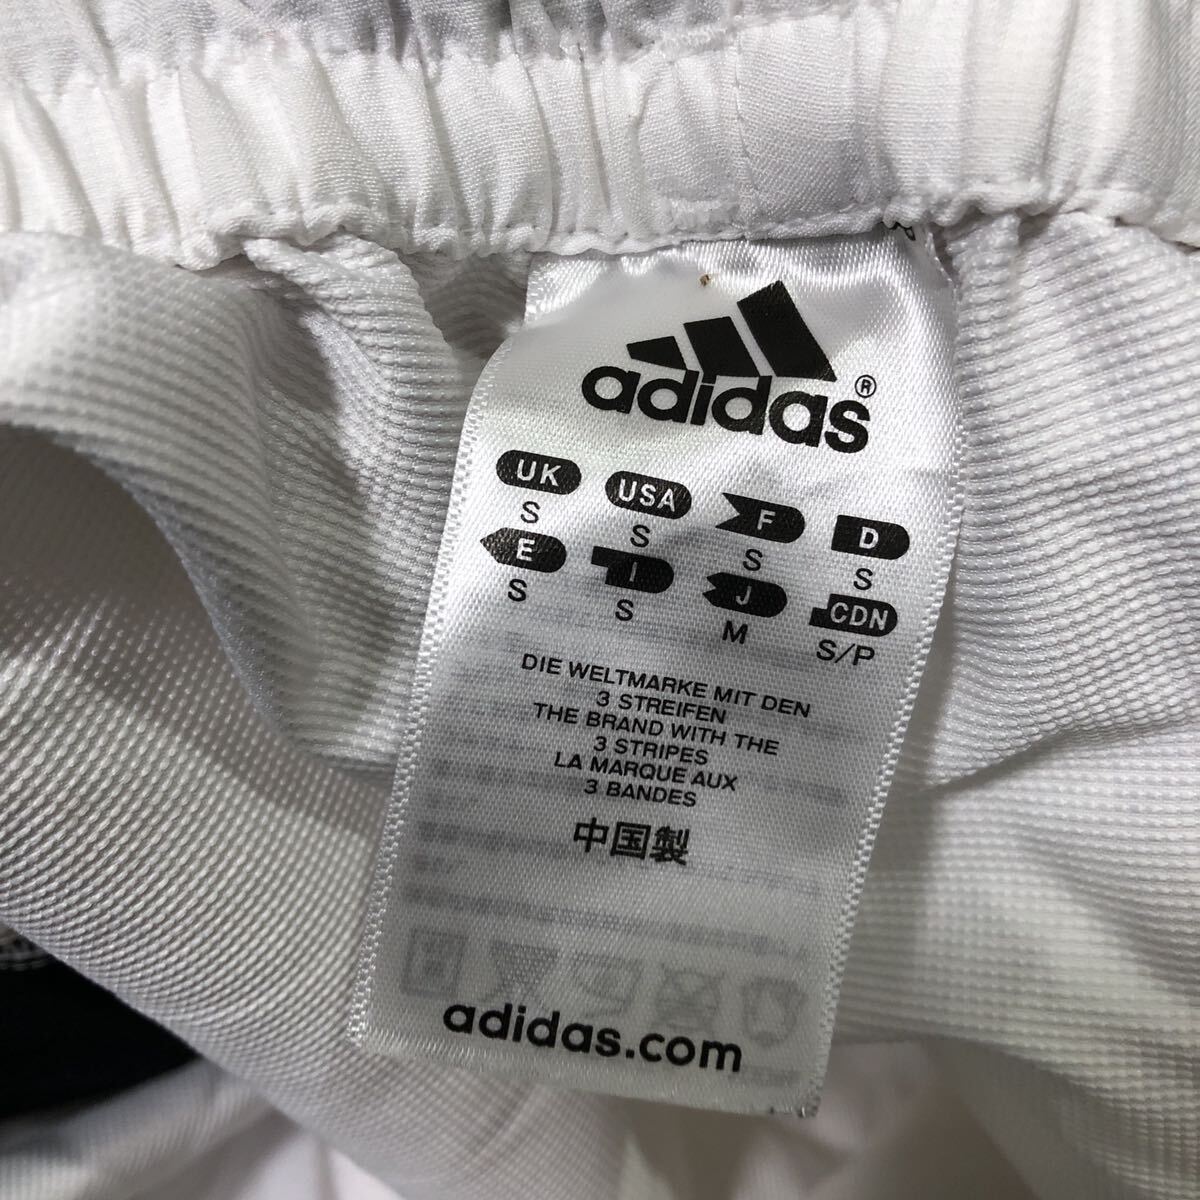 adidas®
UK USA F D
S S S S
E I J CDN
S S M S/P
DIE WELTMARKE MIT DEN
3 STREIFEN
THE BRAND WITH THE
3 STRIPES
LA MARQUE AUX
3 BANDES
中国製
adidas.com